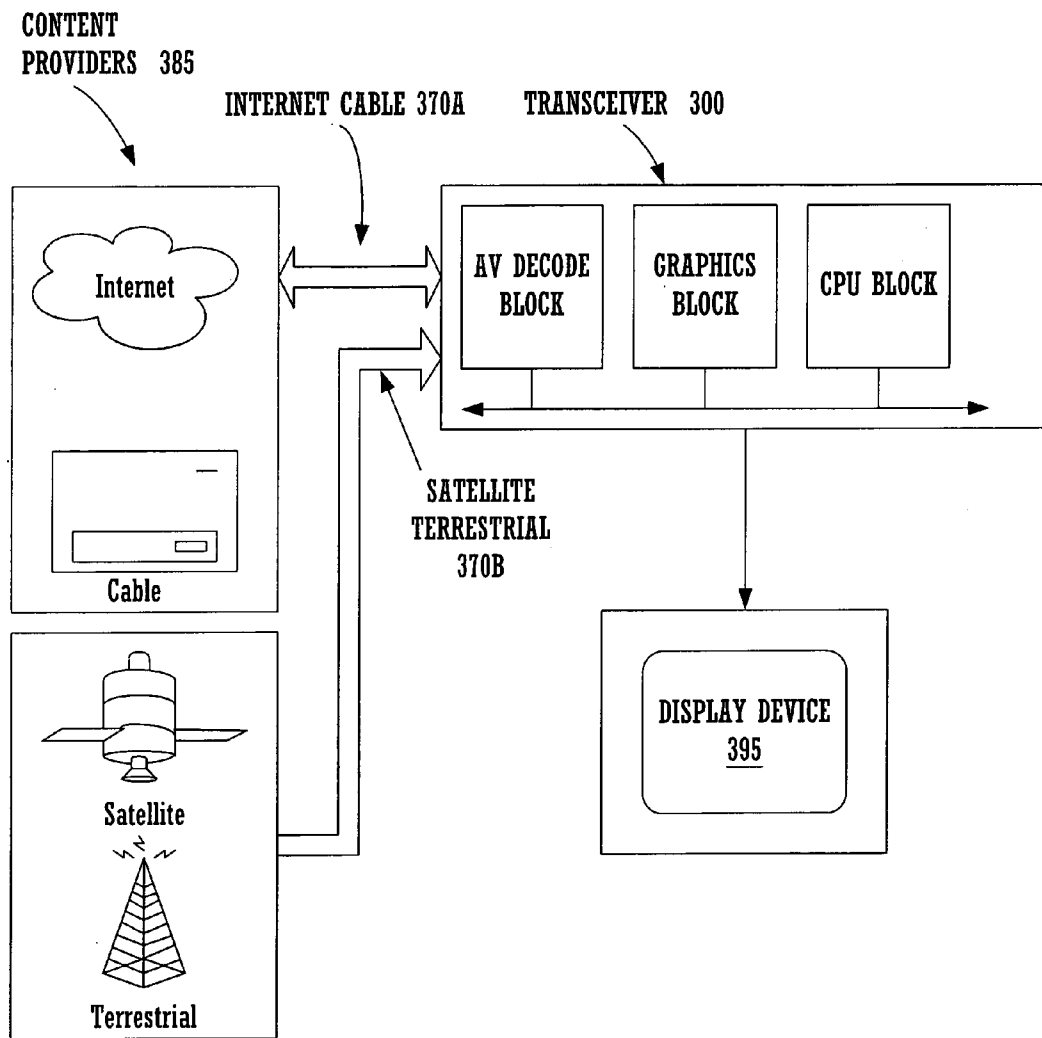 CONTENT
PROVIDERS 385
INTERNET CABLE 370A
TRANSCEIVER 300
Internet
AV DECODE
BLOCK
GRAPHICS
BLOCK
CPU BLOCK
SATELLITE
TERRESTRIAL
370B
Cable
DISPLAY DEVICE
395
Satellite
Terrestrial